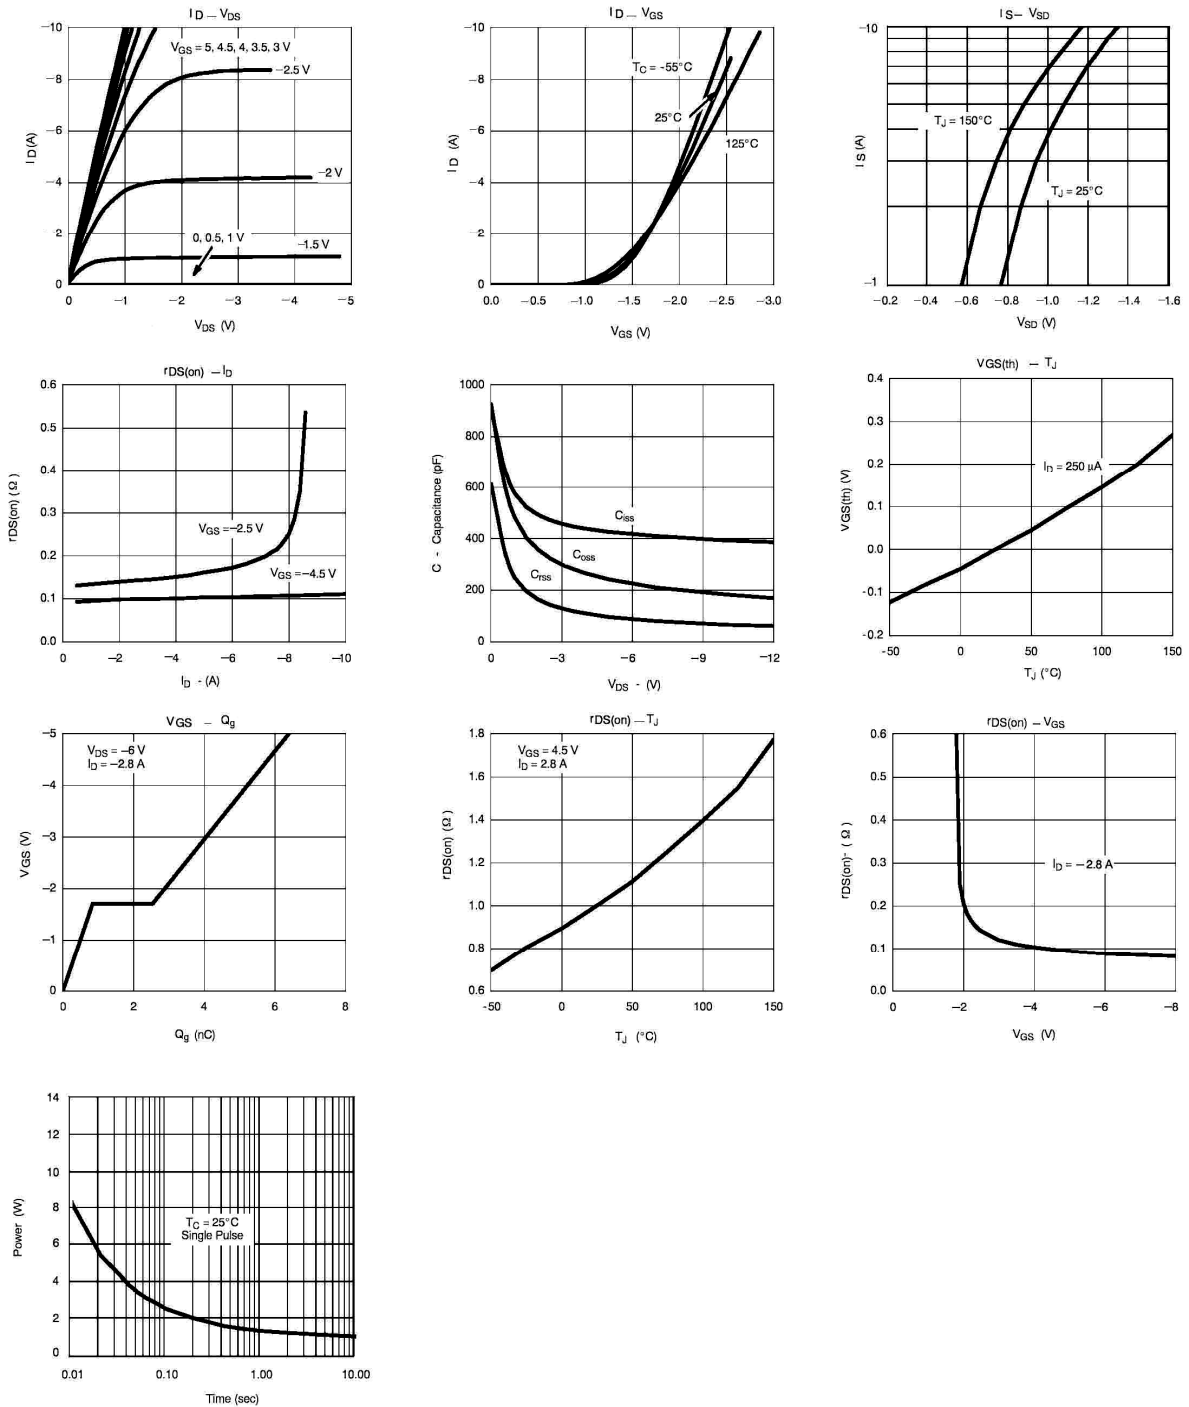 I D — VDS
–10
–8
–6
–4
–2
0
I D (A)
VGS = 5, 4.5, 4, 3.5, 3 V
–2.5 V
–2 V
0, 0.5, 1 V
–1.5 V
0 –1 –2 –3 –4 –5
VDS (V)
I D — VGS
–10
–8
–6
–4
–2
0
I D (A)
TC = -55°C
25°C
125°C
0.0 –0.5 –1.0 –1.5 –2.0 –2.5 –3.0
VGS (V)
I S – VSD
–10
–1
I S (A)
TJ = 150°C
TJ = 25°C
–0.2 –0.4 –0.6 –0.8 –1.0 –1.2 –1.4 –1.6
VSD (V)
rDS(on) — ID
0.6
0.5
0.4
0.3
0.2
0.1
0.0
rDS(on) ( Ω )
VGS = –2.5 V
VGS = –4.5 V
0 –2 –4 –6 –8 –10
ID - (A)
1000
800
600
400
200
0
C - Capacitance (pF)
Ciss
Coss
Crss
0 –3 –6 –9 –12
VDS - (V)
VGS(th) — TJ
0.4
0.3
0.2
0.1
0.0
-0.1
-0.2
VGS(th) (V)
ID = 250 μA
-50 0 50 100 150
TJ (°C)
VGS — Qg
–5
–4
–3
–2
–1
0
VGS (V)
VDS = –6 V
ID = –2.8 A
0 2 4 6 8
Qg (nC)
rDS(on) — TJ
1.8
1.6
1.4
1.2
1.0
0.8
0.6
rDS(on) (Ω )
VGS = 4.5 V
ID = 2.8 A
-50 0 50 100 150
TJ (°C)
rDS(on) – VGS
0.6
0.5
0.4
0.3
0.2
0.1
0.0
rDS(on)- ( Ω )
ID = –2.8 A
0 –2 –4 –6 –8
VGS (V)
14
12
10
8
6
4
2
0
Power (W)
TC = 25°C
Single Pulse
0.01 0.10 1.00 10.00
Time (sec)